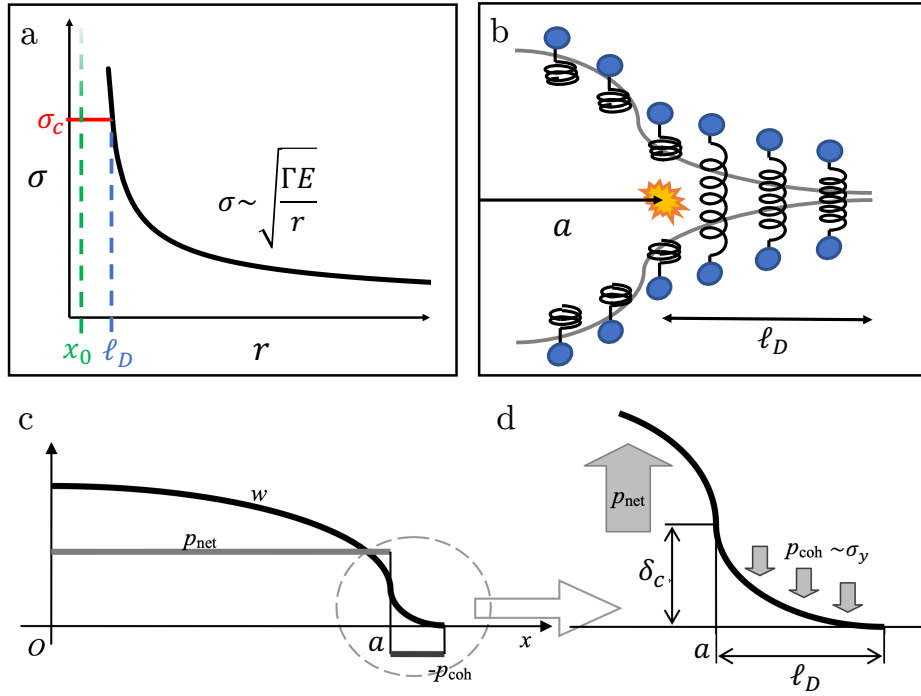 a
σ_c
σ
σ~√(ΓE/r)
x_0
ℓ_D
r
b
a
ℓ_D
c
w
p_net
O
a
x
-p_coh
d
p_net
p_coh ~σ_y
δ_c
a
ℓ_D